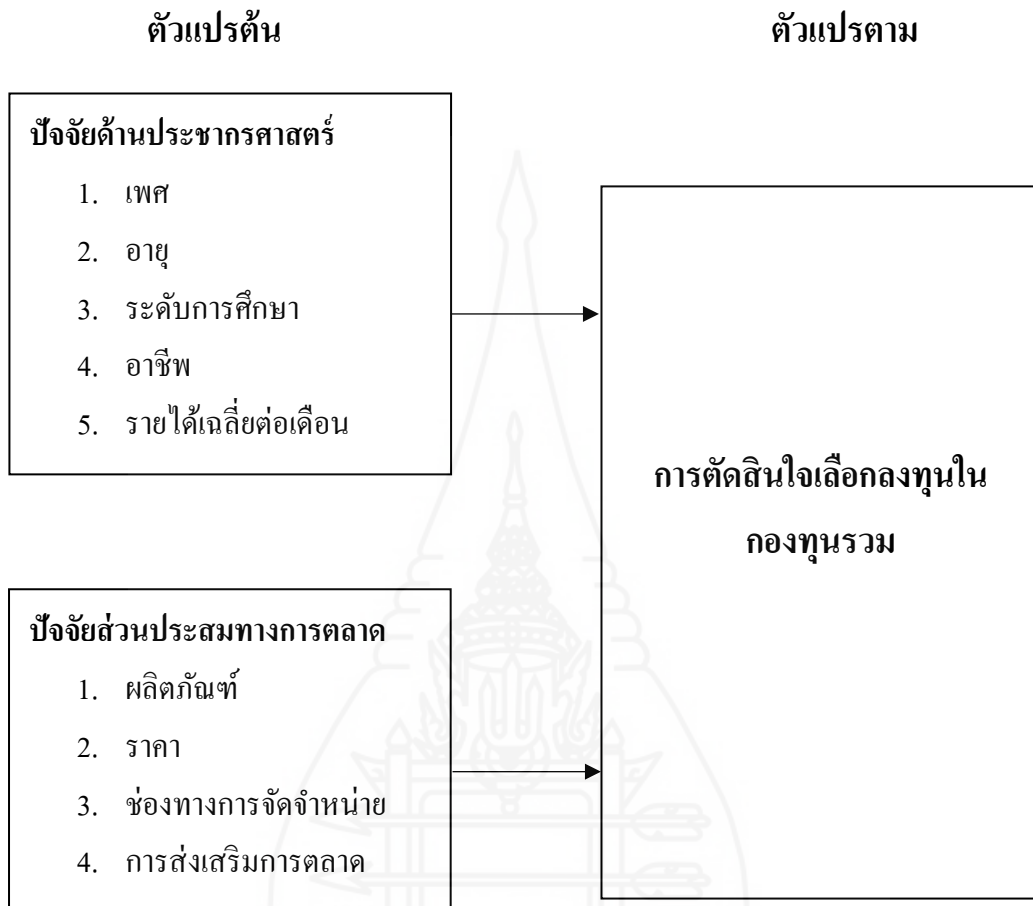 ตัวแปรต้น
ตัวแปรตาม
ปัจจัยด้านประชากรศาสตร์
1. เพศ
2. อายุ
3. ระดับการศึกษา
4. อาชีพ
5. รายได้เฉลี่ยต่อเดือน
การตัดสินใจเลือกลงทุนใน
กองทุนรวม
ปัจจัยส่วนประสมทางการตลาด
1. ผลิตภัณฑ์
2. ราคา
3. ช่องทางการจัดจำหน่าย
4. การส่งเสริมการตลาด